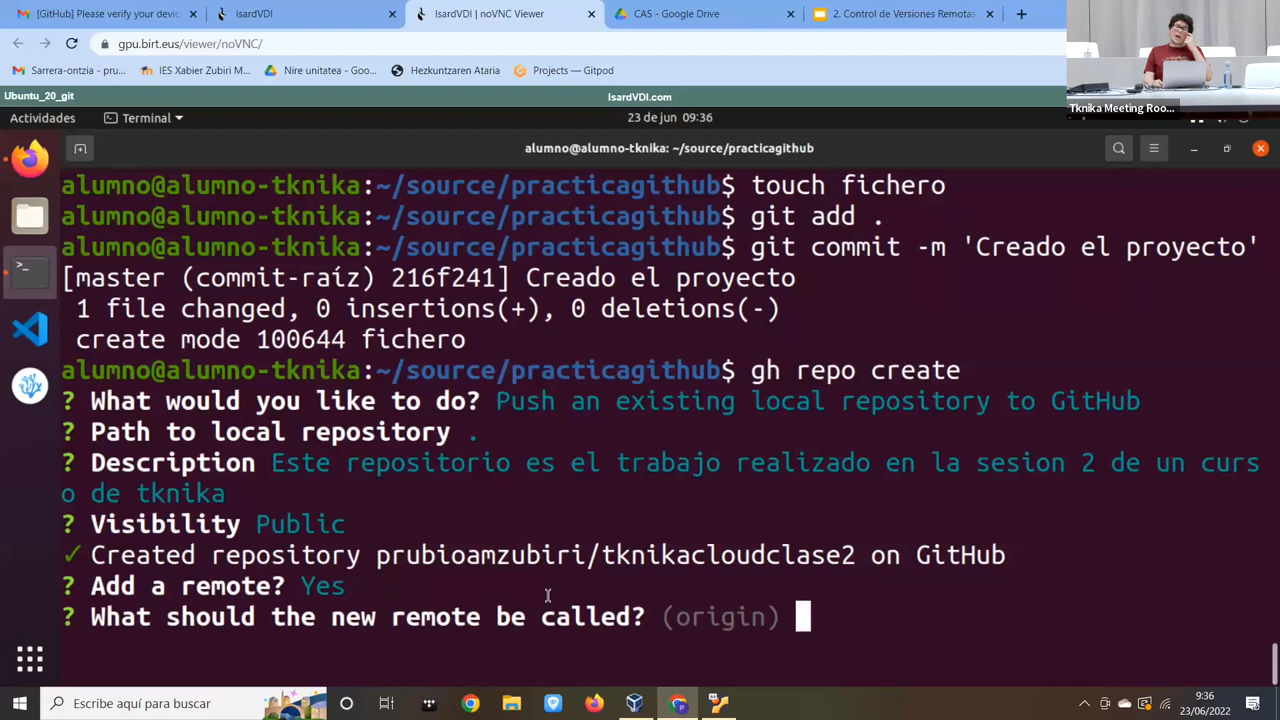 [GitHub] Please verify your devi
IsardVDI
IsardVDI | noVNC Viewer
CAS - Google Drive
2. Control de Versiones Remotas
gpu.birt.eus/viewer/noVNC/
Sarrera-ontzia - pru...
IES Xabier Zubiri M...
Nire unitatea - Goo...
Hezkuntzaren Ataria
Projects — Gitpod
Ubuntu_20_git
IsardVDI.com
Tknika Meeting Roo...
Actividades
Terminal
23 de jun 09:36
alumno@alumno-tknika: ~/source/practicagithub
alumno@alumno-tknika:~/source/practicagithub$ touch fichero
alumno@alumno-tknika:~/source/practicagithub$ git add .
alumno@alumno-tknika:~/source/practicagithub$ git commit -m 'Creado el proyecto'
[master (commit-raíz) 216f241] Creado el proyecto
1 file changed, 0 insertions(+), 0 deletions(-)
create mode 100644 fichero
alumno@alumno-tknika:~/source/practicagithub$ gh repo create
? What would you like to do? Push an existing local repository to GitHub
? Path to local repository .
? Description Este repositorio es el trabajo realizado en la sesion 2 de un curs
o de tknika
? Visibility Public
✓ Created repository prubioamzubiri/tknikacloudclase2 on GitHub
? Add a remote? Yes
? What should the new remote be called? (origin)
Escribe aquí para buscar
9:36
23/06/2022